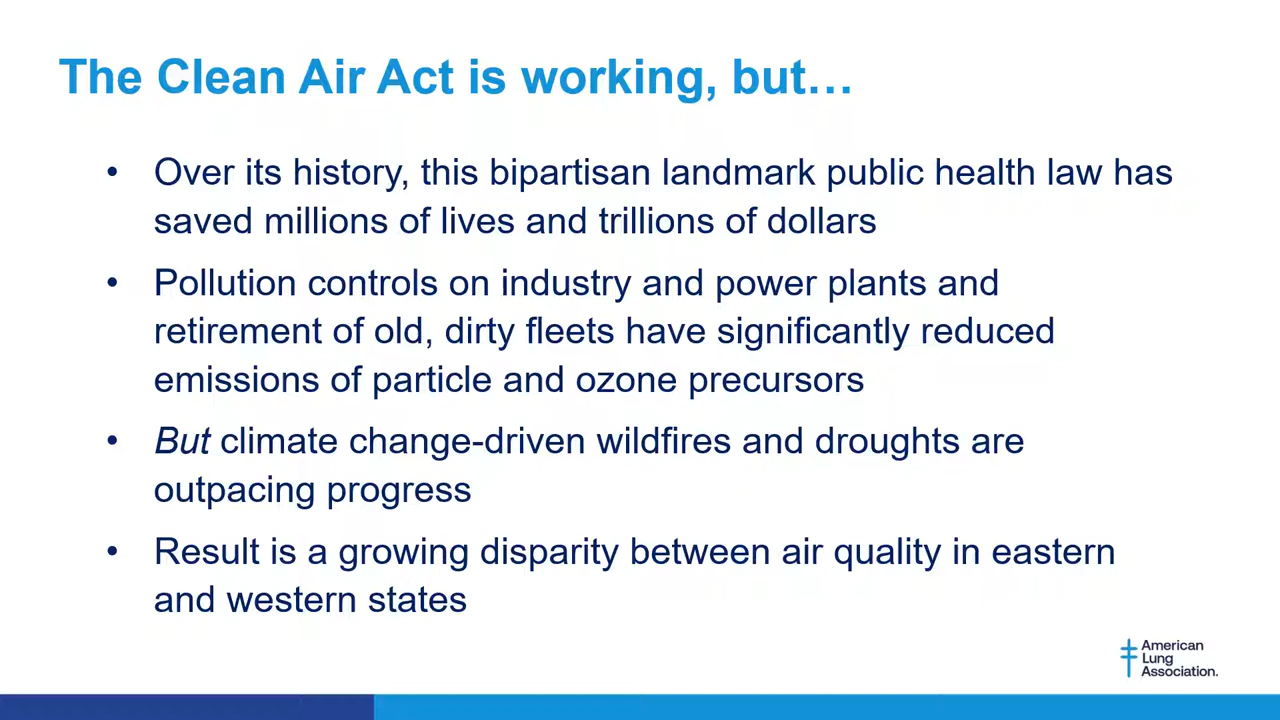 The Clean Air Act is working, but…
• Over its history, this bipartisan landmark public health law has
saved millions of lives and trillions of dollars
• Pollution controls on industry and power plants and
retirement of old, dirty fleets have significantly reduced
emissions of particle and ozone precursors
• But climate change-driven wildfires and droughts are
outpacing progress
• Result is a growing disparity between air quality in eastern
and western states
American
Lung
Association.